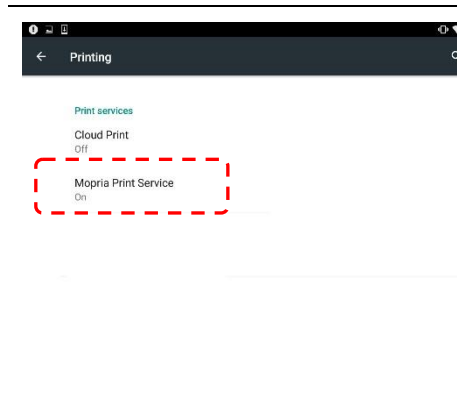 Printing
Print services
Cloud Print
Off
Mopria Print Service
On